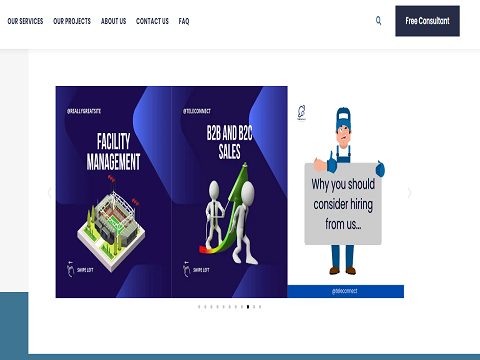 OUR SERVICES OUR PROJECTS ABOUT US CONTACT US FAQ
Free Consultant
@REALLYGREATSITE
FACILITY
MANAGEMENT
SWIPE LEFT
@TELECONNECT
B2B AND B2C
SALES
SWIPE LEFT
Why you should
consider hiring
from us...
@teleconnect